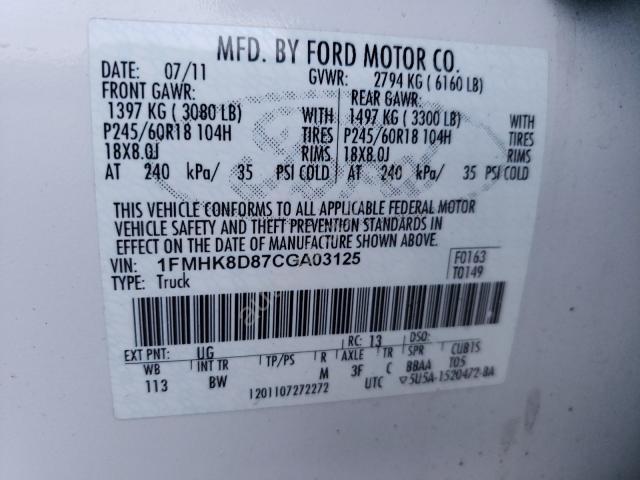 MFD. BY FORD MOTOR CO.
DATE: 07/11 GVWR: 2794 KG ( 6160 LB)
FRONT GAWR: REAR GAWR:
1397 KG ( 3080 LB) WITH 1497 KG ( 3300 LB) WITH
P245/60R18 104H TIRES P245/60R18 104H TIRES
18X8.0J RIMS 18X8.0J RIMS
AT 240 kPa/ 35 PSI COLD AT 240 kPa/ 35 PSI COLD
THIS VEHICLE CONFORMS TO ALL APPLICABLE FEDERAL MOTOR
VEHICLE SAFETY AND THEFT PREVENTION STANDARDS IN
EFFECT ON THE DATE OF MANUFACTURE SHOWN ABOVE.
VIN: 1FMHK8D87CGA03125 F0163
TYPE: Truck T0149
EXT PNT: UG RC: 13 DSO:
WB INT TR TP/PS R AXLE TR SPR CUB1S
113 BW M 3F C BBAA T05
1201107272272 UTC ▽5U5A-1520472-BA